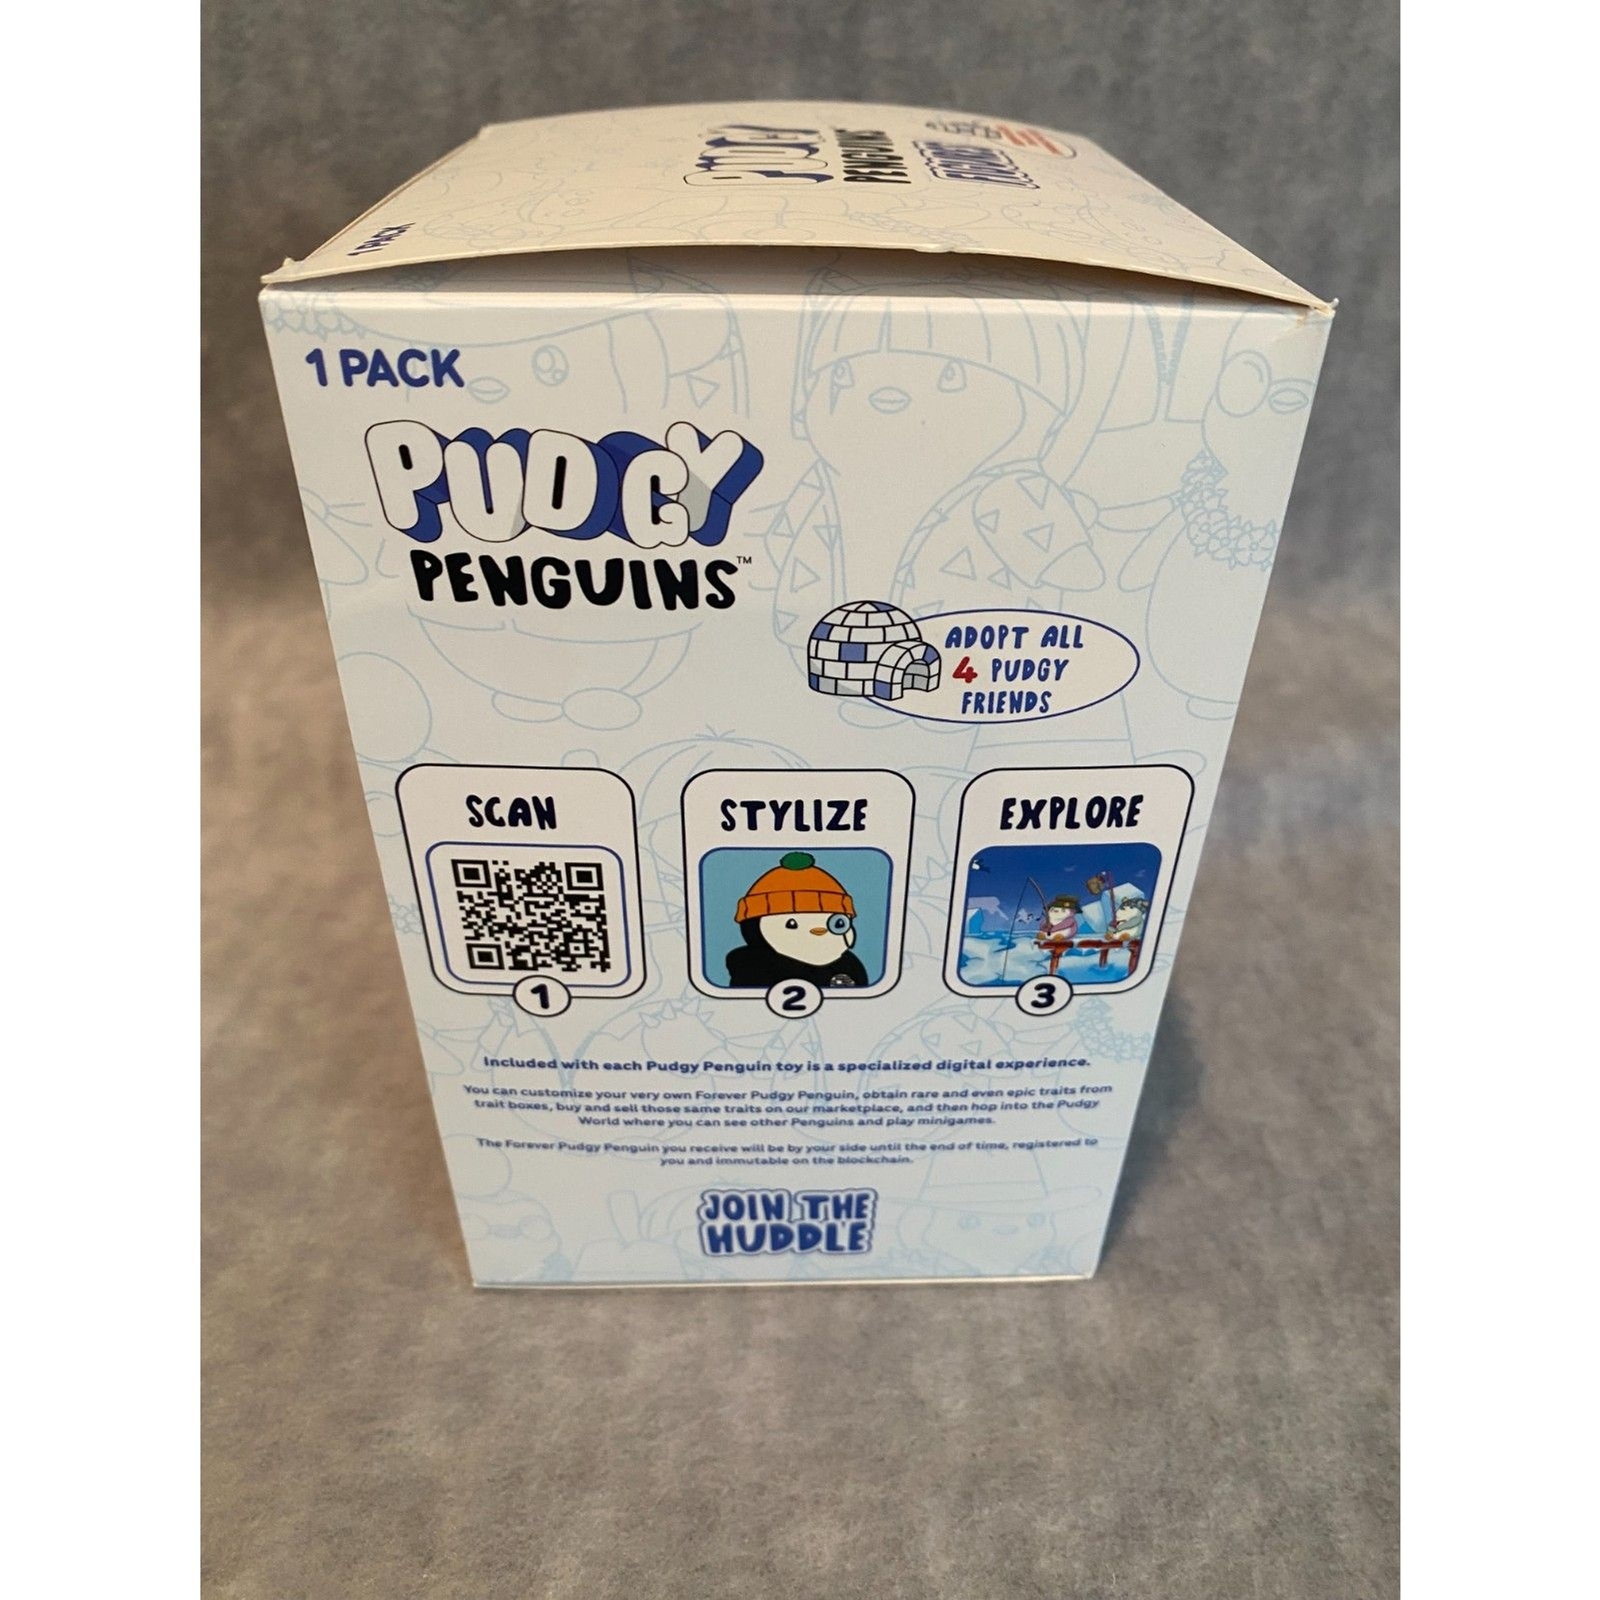 PUDGY
PENGUINS
1 PACK
1 PACK
PUDGY
PENGUINS™
ADOPT ALL
4 PUDGY
FRIENDS
SCAN
STYLIZE
EXPLORE
1
2
3
Included with each Pudgy Penguin toy is a specialized digital experience.
You can customize your very own Forever Pudgy Penguin, obtain rare and even epic traits from
trait boxes, buy and sell those same traits on our marketplace, and then hop into the Pudgy
World where you can see other Penguins and play minigames.
The Forever Pudgy Penguin you receive will be by your side until the end of time, registered to
you and immutable on the blockchain.
JOIN THE
HUDDLE